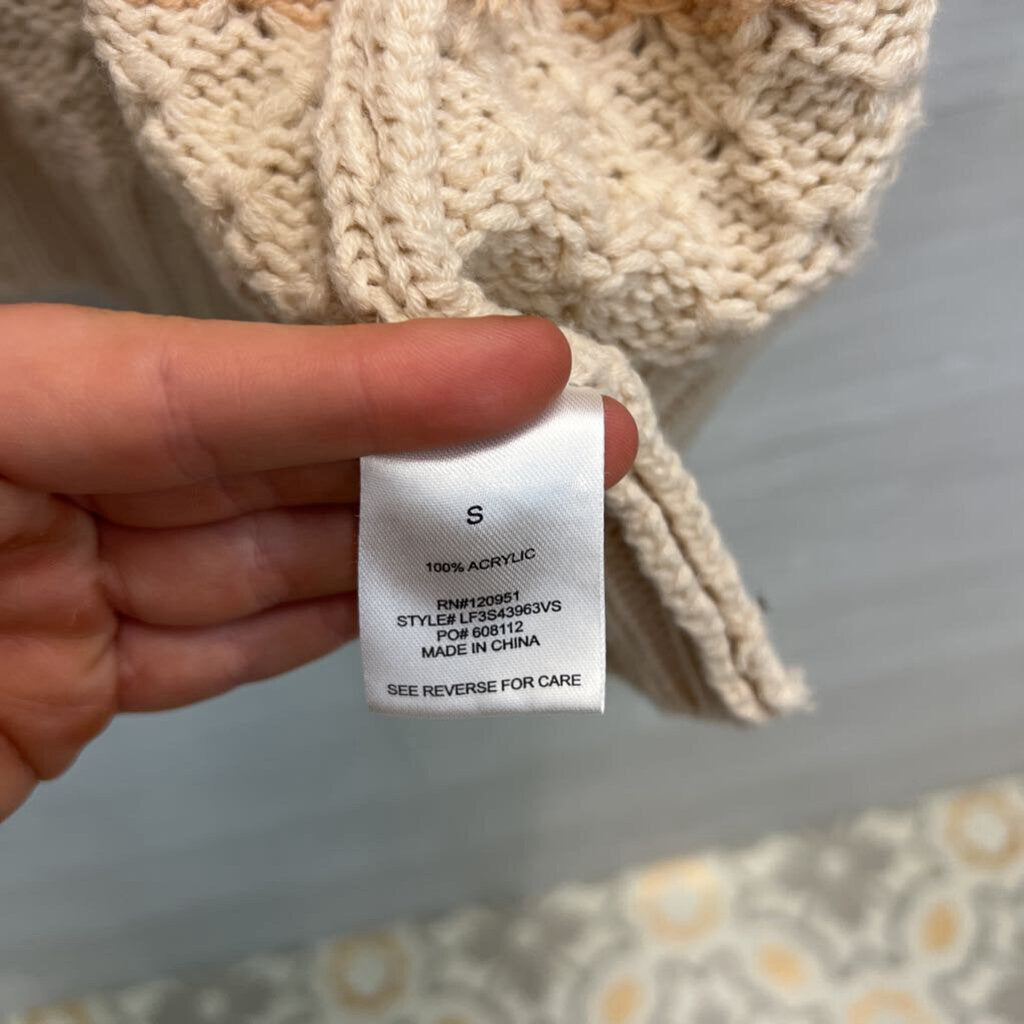 S
100% ACRYLIC
RN#120951
STYLE# LF3S43963VS
PO# 608112
MADE IN CHINA
SEE REVERSE FOR CARE